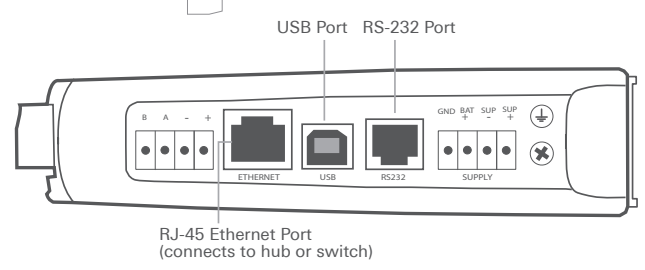 USB Port RS-232 Port
B A - +
GND BAT + SUP - SUP +
ETHERNET USB RS232 SUPPLY
RJ-45 Ethernet Port
(connects to hub or switch)